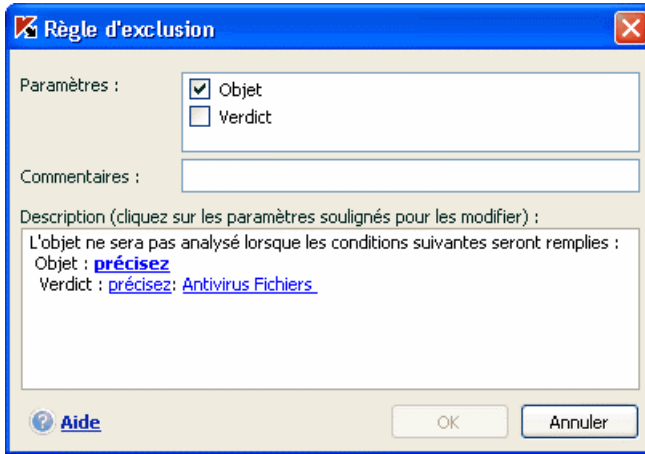 Règle d'exclusion
Paramètres :
Objet
Verdict
Commentaires :
Description (cliquez sur les paramètres soulignés pour les modifier) :
L'objet ne sera pas analysé lorsque les conditions suivantes seront remplies :
Objet : précisez
Verdict : précisez: Antivirus Fichiers
Aide
OK
Annuler